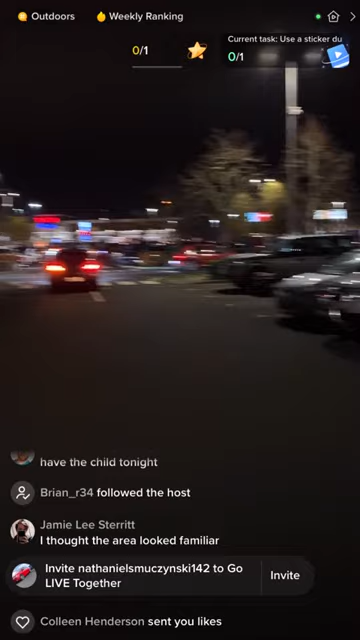 Outdoors
Weekly Ranking
Current task: Use a sticker du
0/1
0/1
have the child tonight
Brian_r34 followed the host
Jamie Lee Sterritt
I thought the area looked familiar
Invite nathanielsmuczynski142 to Go
LIVE Together
Invite
Colleen Henderson sent you likes